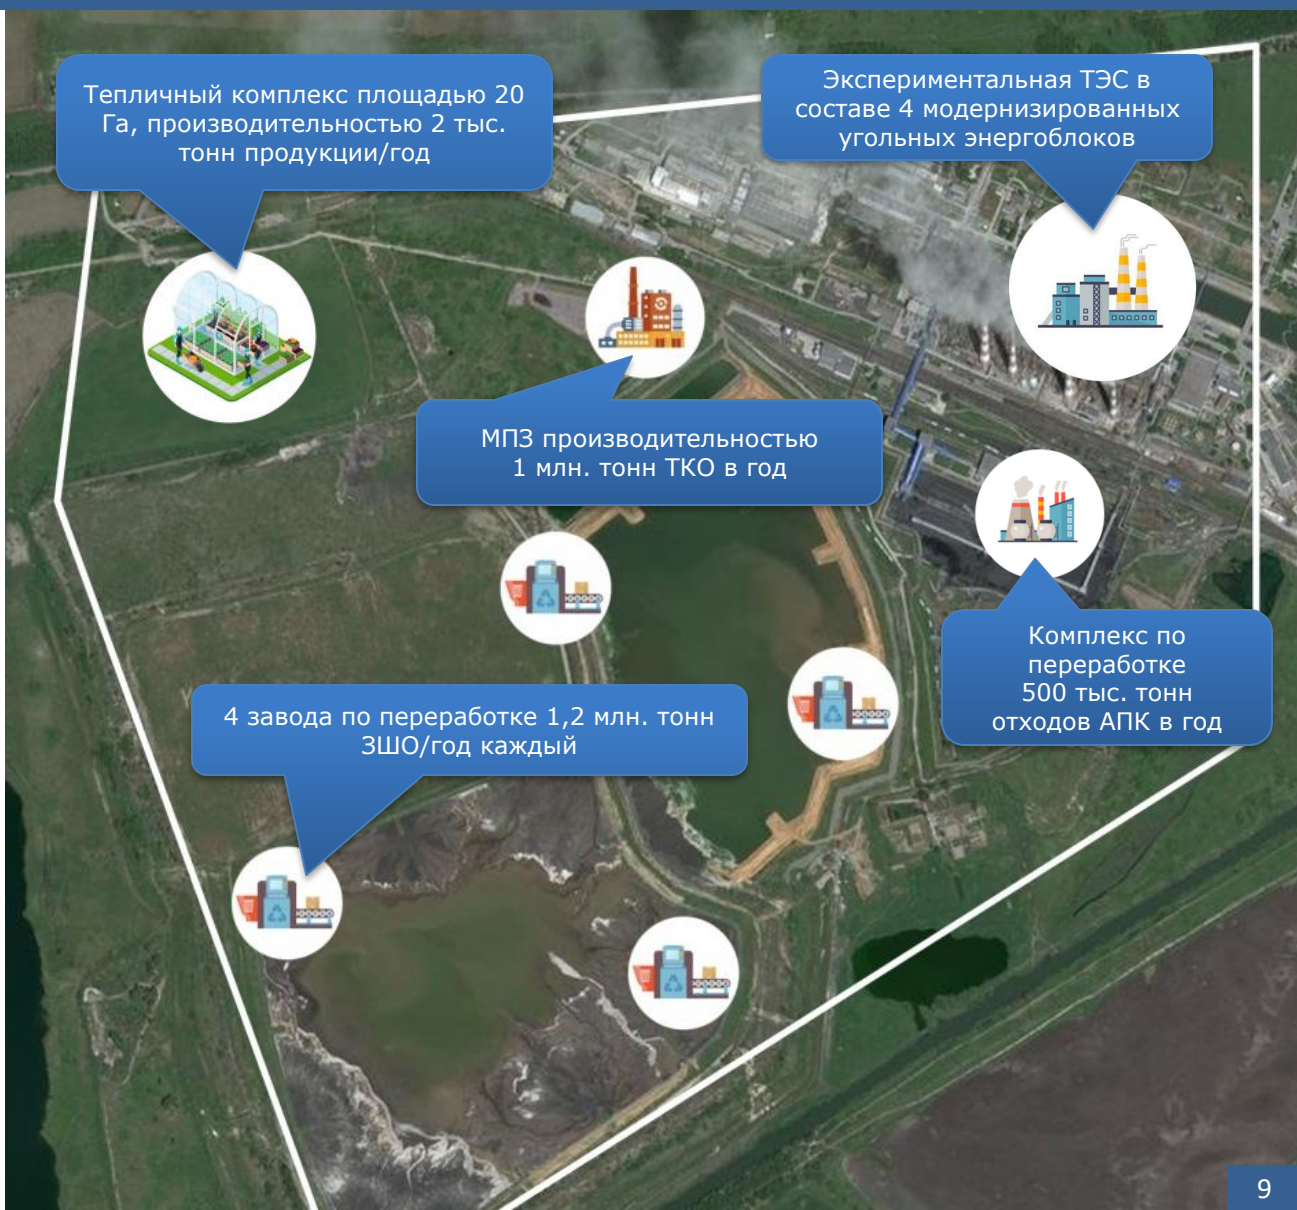 Тепличный комплекс площадью 20
Га, производительностью 2 тыс.
тонн продукции/год
Экспериментальная ТЭС в
составе 4 модернизированных
угольных энергоблоков
МПЗ производительностью
1 млн. тонн ТКО в год
Комплекс по
переработке
500 тыс. тонн
отходов АПК в год
4 завода по переработке 1,2 млн. тонн
ЗШО/год каждый
9